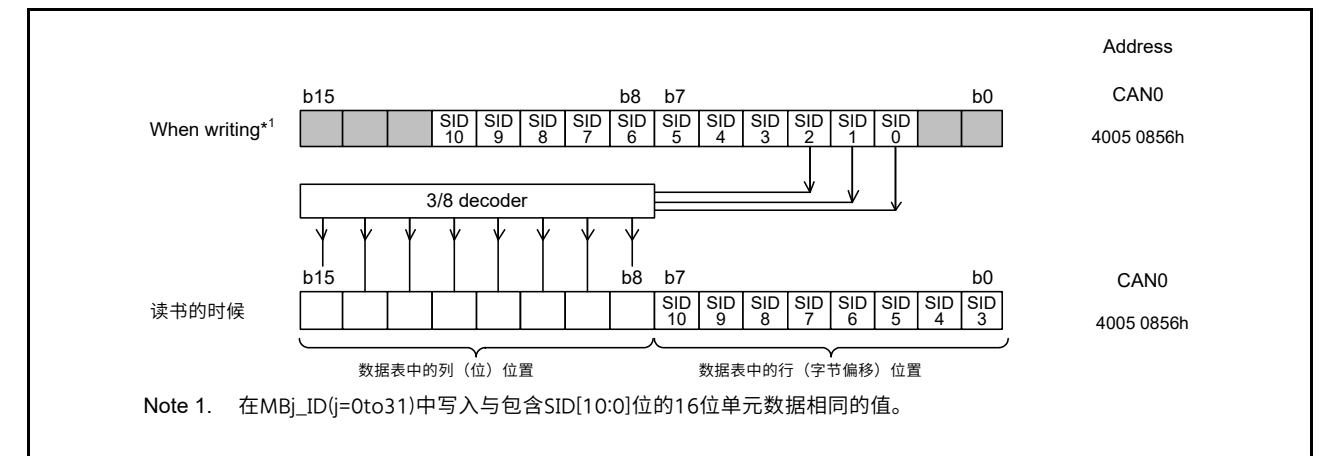 Address
b15 b8 b7 b0 CAN0
When writing*1 SID 10 SID 9 SID 8 SID 7 SID 6 SID 5 SID 4 SID 3 SID 2 SID 1 SID 0 4005 0856h
3/8 decoder
b15 b8 b7 b0 CAN0
读书的时候 SID 10 SID 9 SID 8 SID 7 SID 6 SID 5 SID 4 SID 3 4005 0856h
数据表中的列（位）位置 数据表中的行（字节偏移）位置
Note 1. 在MBj_ID(j=0to31)中写入与包含SID[10:0]位的16位单元数据相同的值。